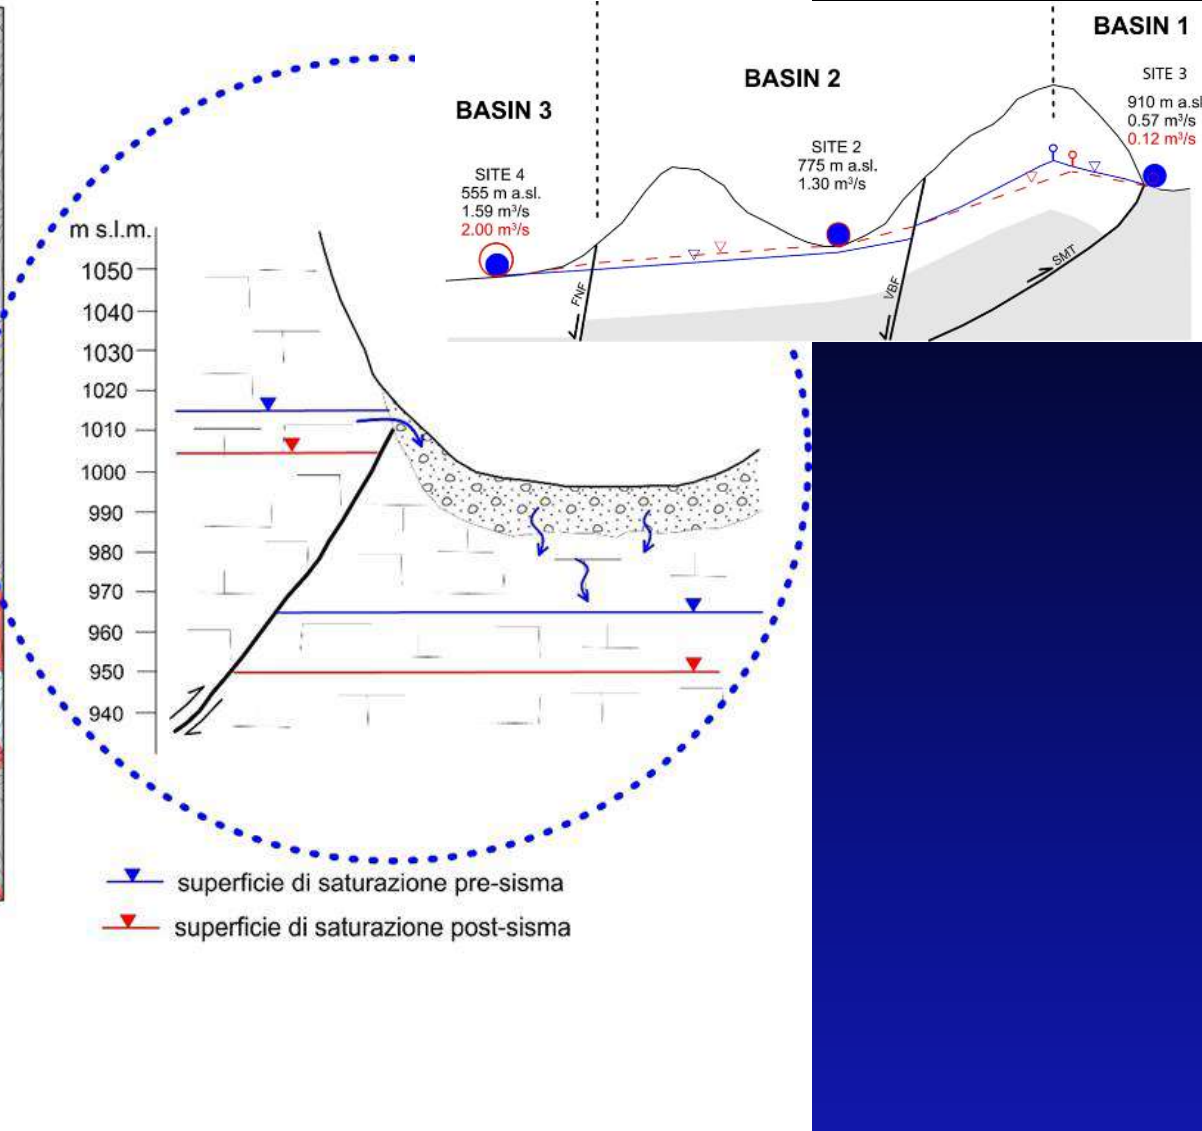 BASIN 1
SITE 3
910 m a.sl
0.57 m³/s
0.12 m³/s
BASIN 2
SITE 2
775 m a.sl.
1.30 m³/s
BASIN 3
SITE 4
555 m a.sl.
1.59 m³/s
2.00 m³/s
FNF
VBF
SMT
m s.l.m.
1050
1040
1030
1020
1010
1000
990
980
970
960
950
940
superficie di saturazione pre-sisma
superficie di saturazione post-sisma